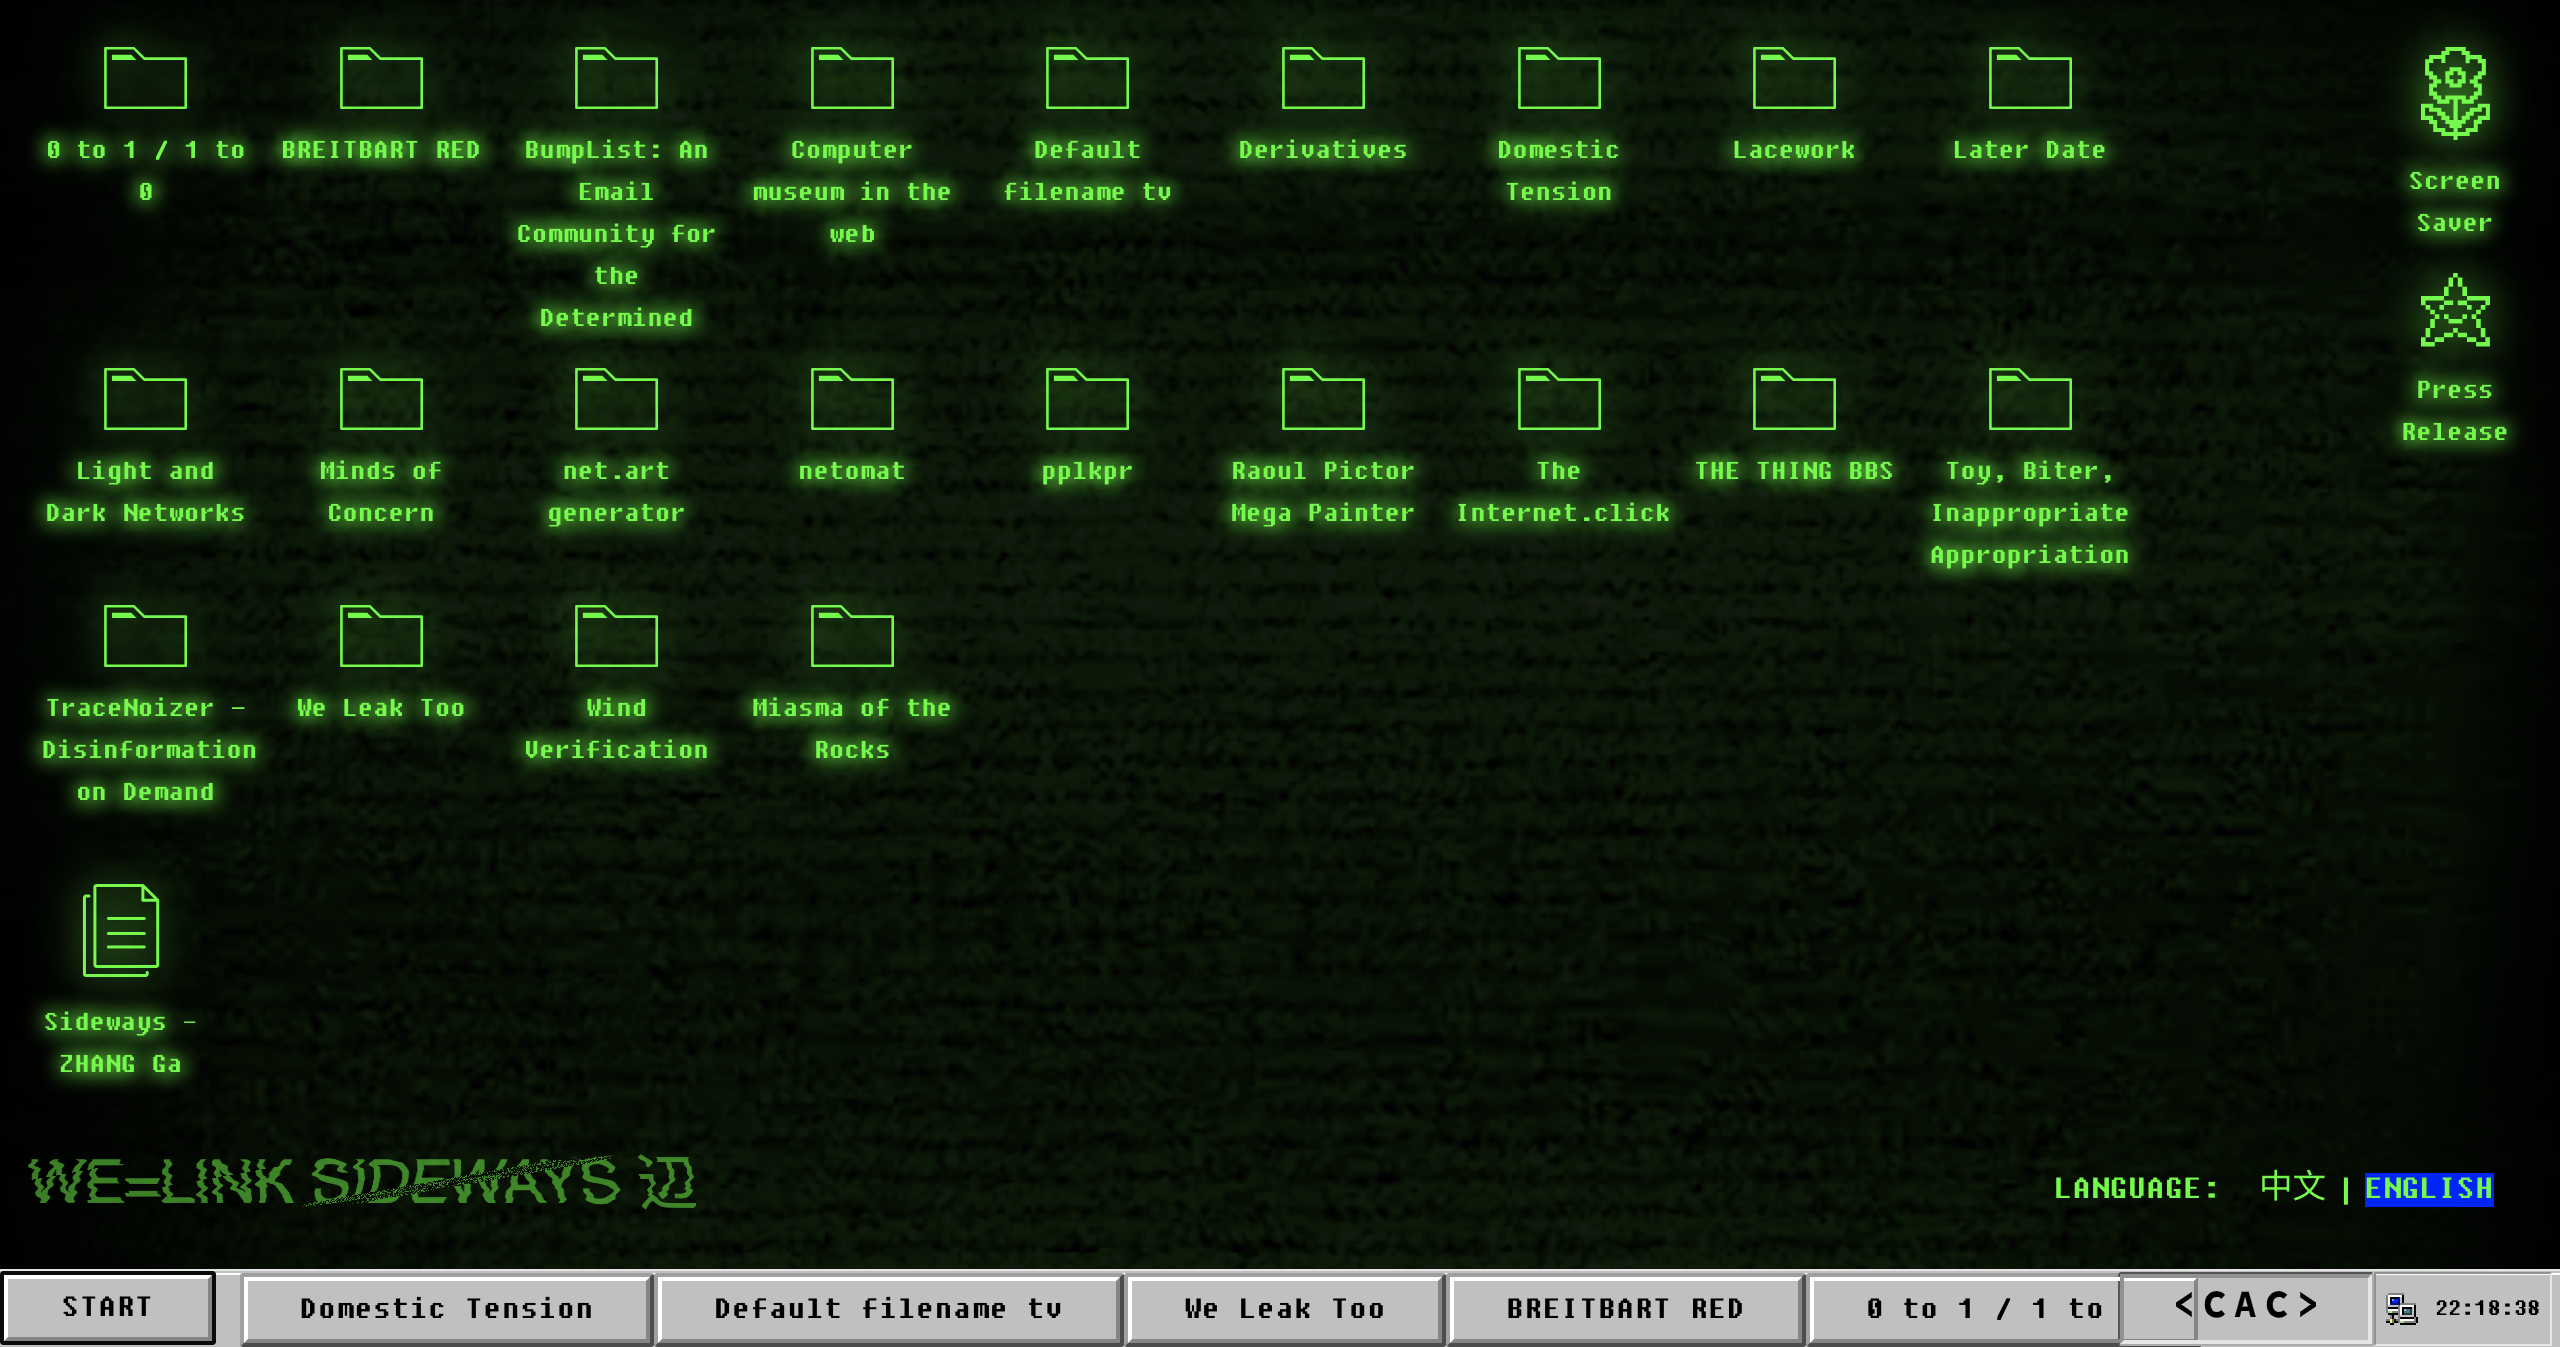 0 to 1 / 1 to
0
BREITBART RED
BumpList: An
Email
Community for
the
Determined
Computer
museum in the
web
Default
filename tv
Derivatives
Domestic
Tension
Lacework
Later Date
Screen
Saver
Press
Release
Light and
Dark Networks
Minds of
Concern
net.art
generator
netomat
pplkpr
Raoul Pictor
Mega Painter
The
Internet.click
THE THING BBS
Toy, Biter,
Inappropriate
Appropriation
TraceNoizer -
Disinformation
on Demand
We Leak Too
Wind
Verification
Miasma of the
Rocks
Sideways -
ZHANG Ga
WE=LINK SIDEWAYS 辺
LANGUAGE: 中文 | ENGLISH
START
Domestic Tension
Default filename tv
We Leak Too
BREITBART RED
0 to 1 / 1 to
<CAC>
22:18:38